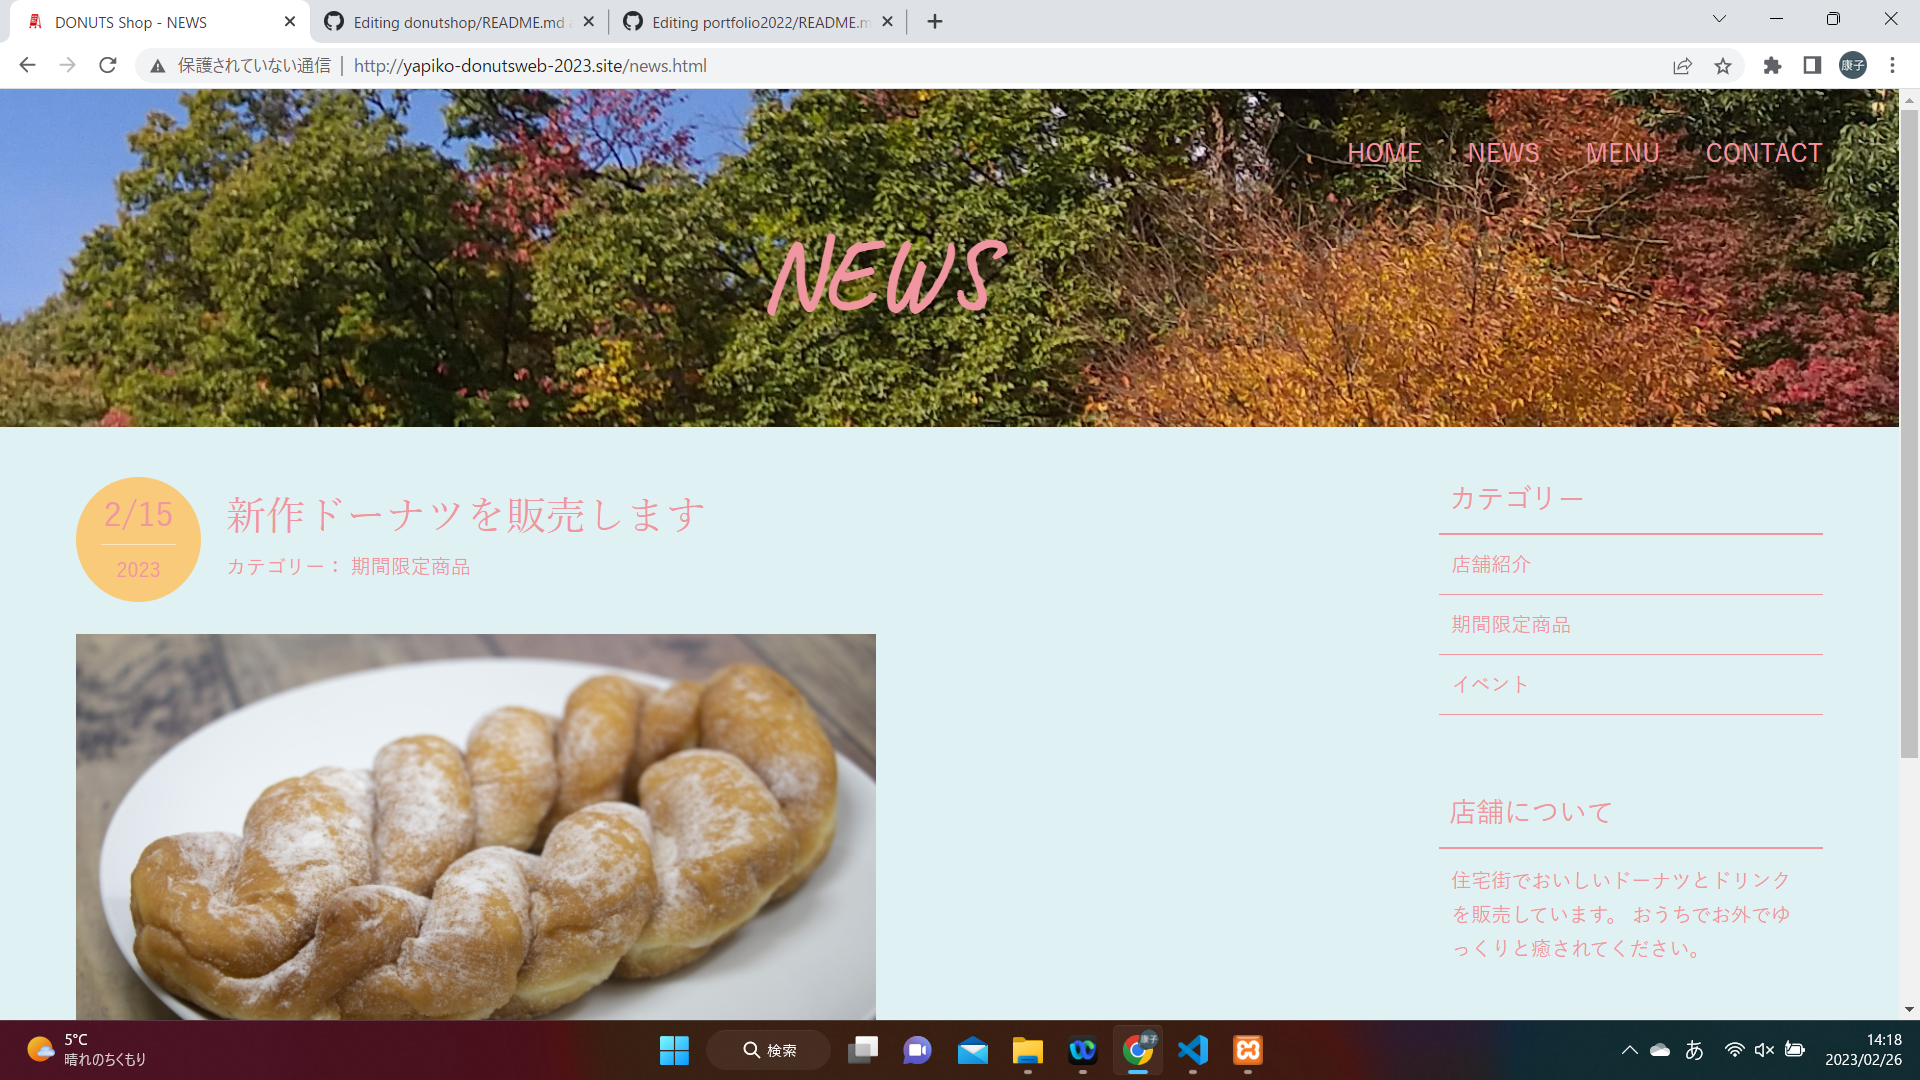 DONUTS Shop - NEWS
Editing donutshop/README.md
Editing portfolio2022/README.m
保護されていない通信
http://yapiko-donutsweb-2023.site/news.html
康子
HOME NEWS MENU CONTACT
NEWS
2/15
2023
新作ドーナツを販売します
カテゴリー： 期間限定商品
カテゴリー
店舗紹介
期間限定商品
イベント
店舗について
住宅街でおいしいドーナツとドリンク
を販売しています。 おうちでお外でゆ
っくりと癒されてください。
5°C
晴れのちくもり
検索
康子
あ
14:18
2023/02/26